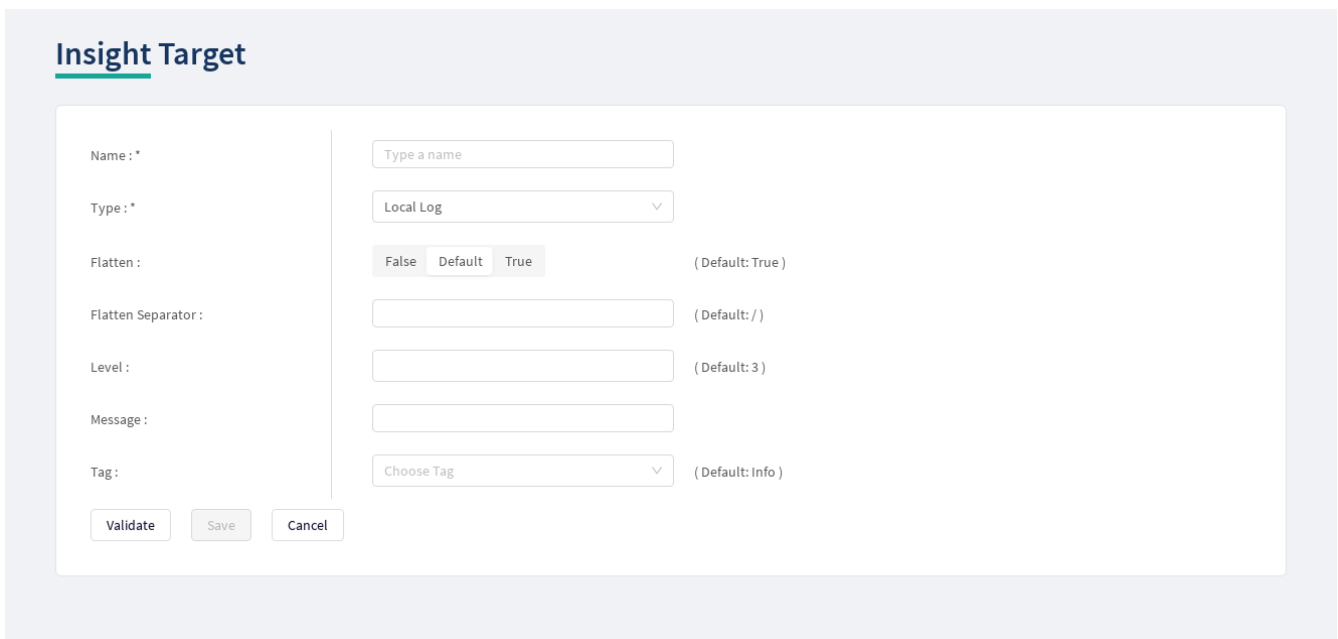 Insight Target
Name : * Type a name
Type : * Local Log
Flatten : False Default True ( Default: True )
Flatten Separator : ( Default: / )
Level : ( Default: 3 )
Message :
Tag : Choose Tag ( Default: Info )
Validate Save Cancel